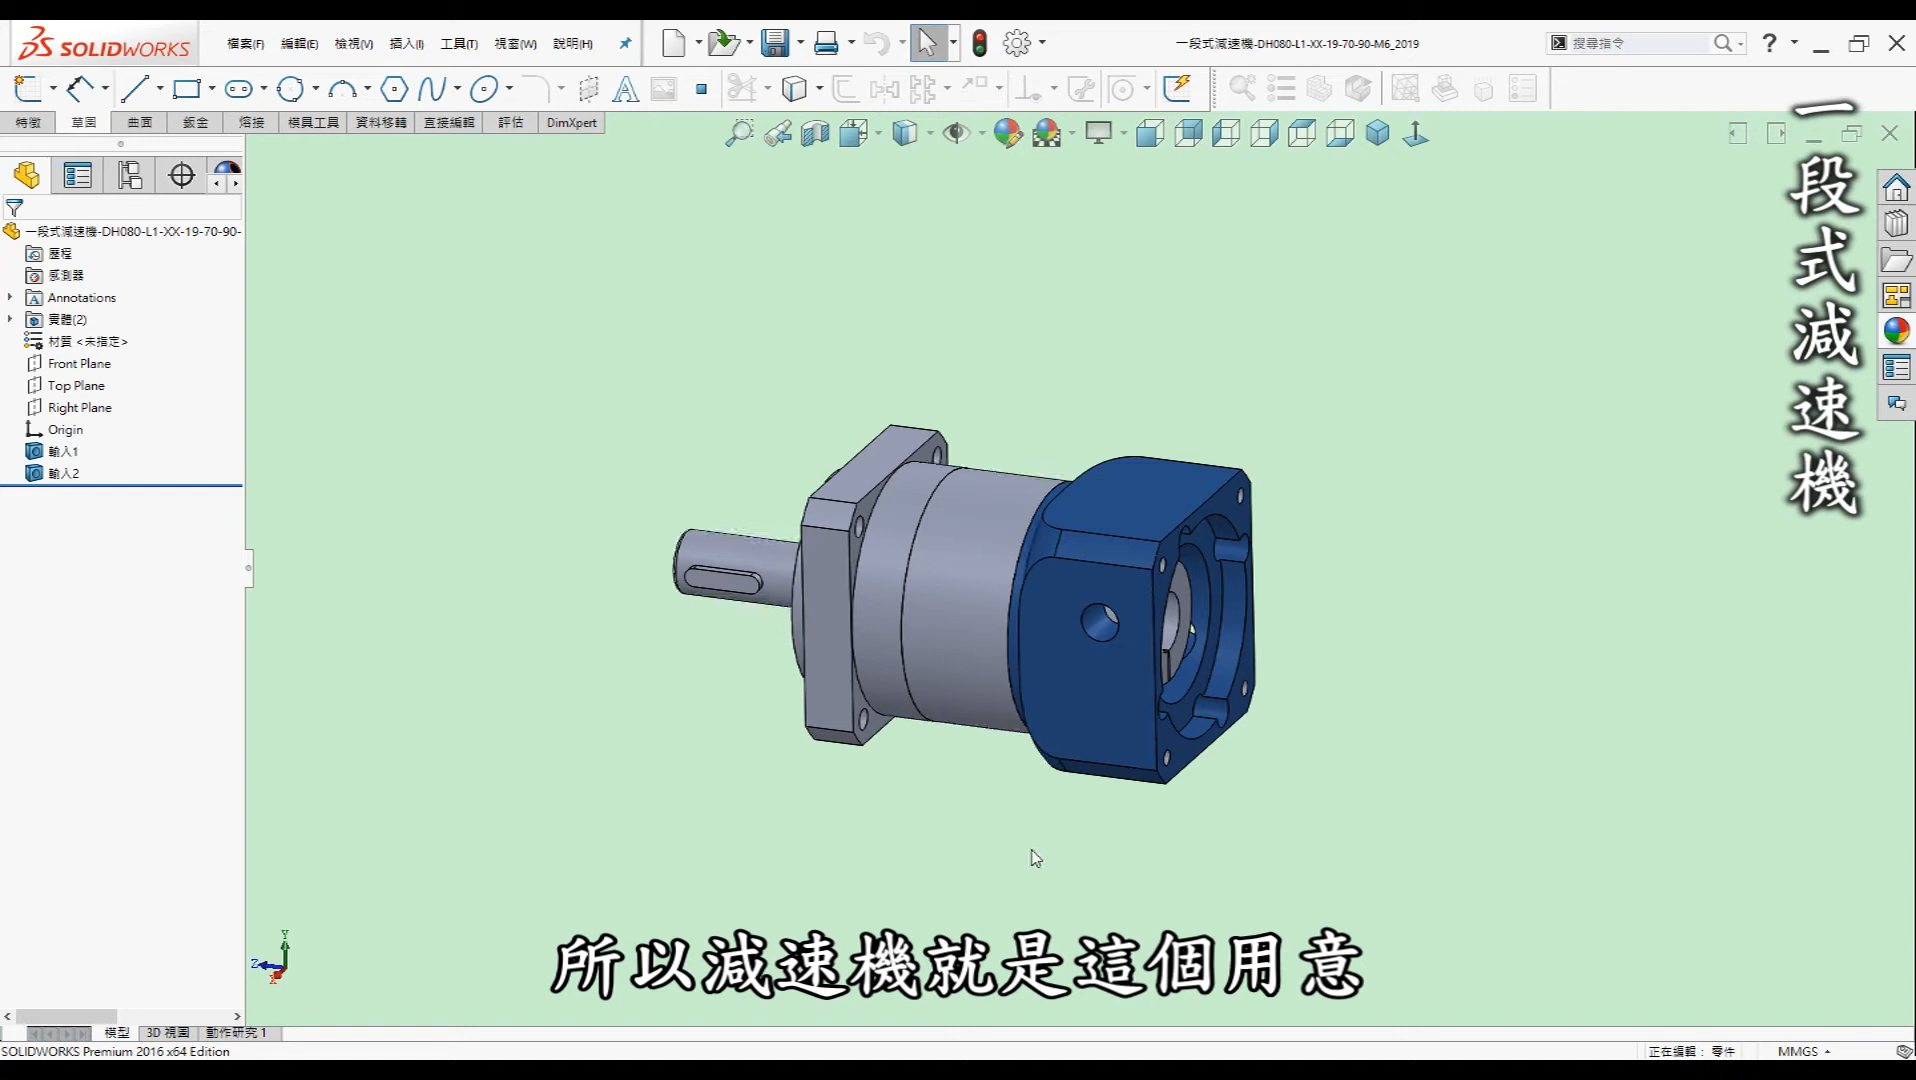 SOLIDWORKS
檔案(F)
編輯(E)
檢視(V)
插入(I)
工具(T)
視窗(W)
說明(H)
一段式減速機-DH080-L1-XX-19-70-90-M6_2019
搜尋指令
特徵
草圖
曲面
鈑金
熔接
模具工具
資料移轉
直接編輯
評估
DimXpert
一段式減速機-DH080-L1-XX-19-70-90-
歷程
感測器
Annotations
實體(2)
材質 <未指定>
Front Plane
Top Plane
Right Plane
Origin
輸入1
輸入2
一段式減速機
Y
Z
X
所以減速機就是這個用意
模型
3D 視圖
動作研究 1
SOLIDWORKS Premium 2016 x64 Edition
正在編輯： 零件
MMGS